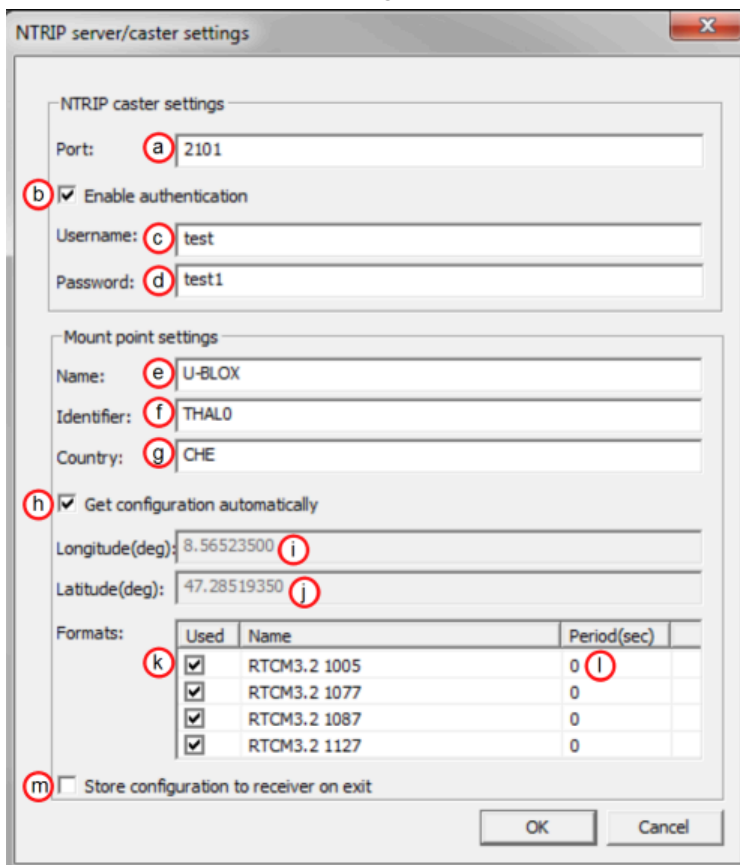 NTRIP server/caster settings
x
NTRIP caster settings
Port: a 2101
b Enable authentication
Username: c test
Password: d test1
Mount point settings
Name: e U-BLOX
Identifier: f THAL0
Country: g CHE
h Get configuration automatically
Longitude(deg): 8.56523500 i
Latitude(deg): 47.28519350 j
Formats: Used Name Period(sec)
k RTCM3.2 1005 0 l
RTCM3.2 1077 0
RTCM3.2 1087 0
RTCM3.2 1127 0
m Store configuration to receiver on exit
OK Cancel